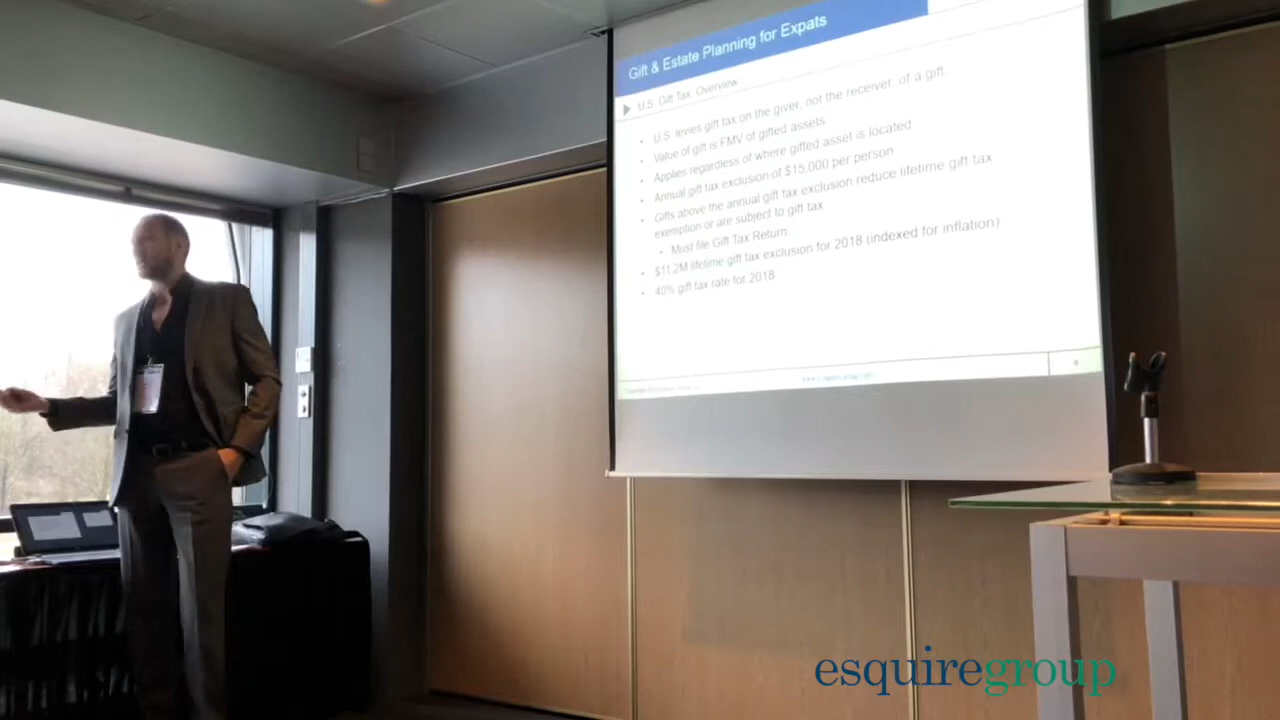 Gift & Estate Planning for Expats
U.S. Gift Tax: Overview
U.S. levies gift tax on the giver, not the receiver, of a gift.
Value of gift is FMV of gifted assets
Applies regardless of where gifted asset is located
Annual gift tax exclusion of $15,000 per person
Gifts above the annual gift tax exclusion reduce lifetime gift tax
exemption or are subject to gift tax
Must file Gift Tax Return.
$11.2M lifetime gift tax exclusion for 2018 (indexed for inflation)
40% gift tax rate for 2018
4
esquiregroup